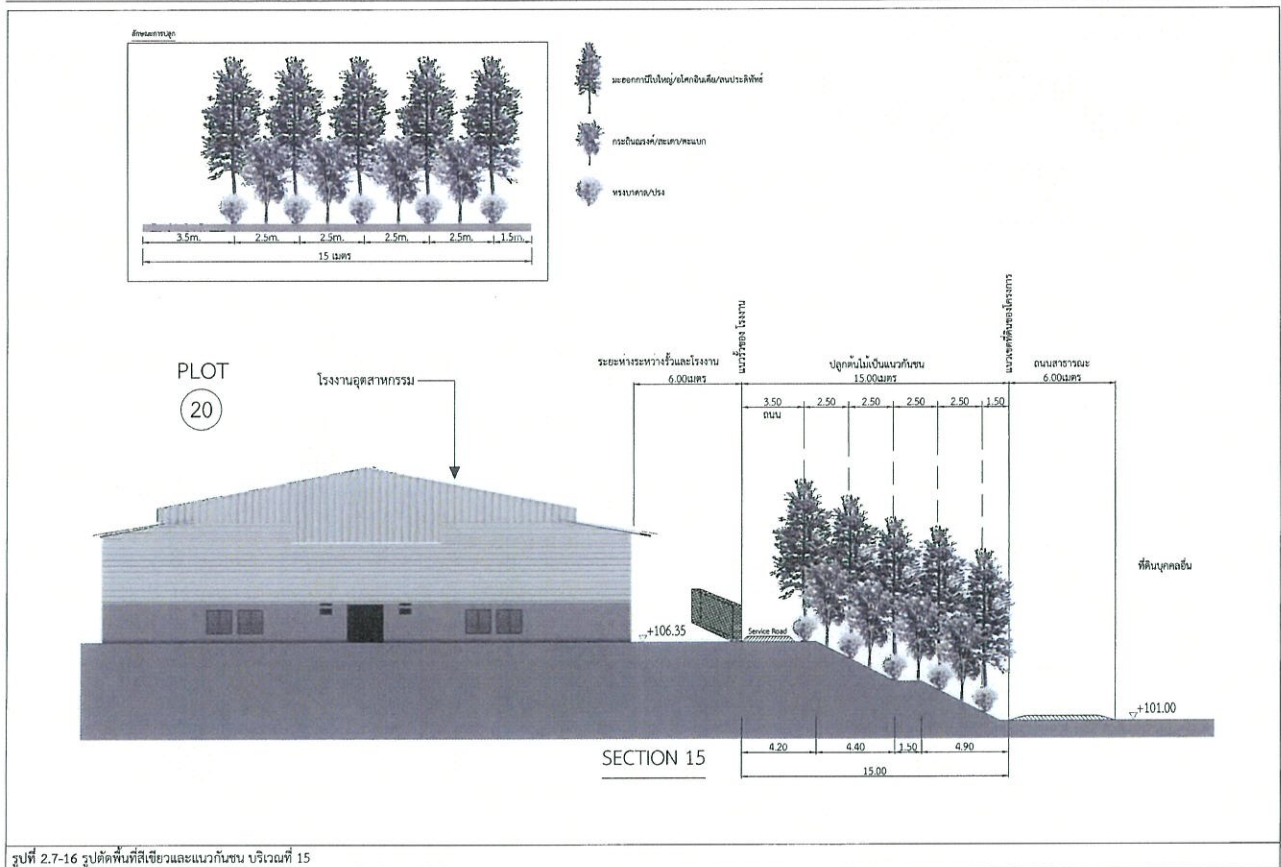 ลักษณะการปลูก
มะฮอกกานีใบใหญ่/อโศกอินเดีย/สนประดิพัทธ์
กระถินณรงค์/สะเดา/ตะแบก
ทรงบาดาล/ปรง
3.5m. 2.5m. 2.5m. 2.5m. 2.5m. 1.5m.
15 เมตร
PLOT
20
โรงงานอุตสาหกรรม
ระยะห่างระหว่างรั้วและโรงงาน
6.00เมตร
แนวรั้วของ โรงงาน
ปลูกต้นไม้เป็นแนวกันชน
15.00เมตร
แนวเขตที่ดินของโครงการ
ถนนสาธารณะ
6.00เมตร
3.50 2.50 2.50 2.50 2.50 1.50
ถนน
ที่ดินบุคคลอื่น
+106.35
Service Road
+101.00
4.20 4.40 1.50 4.90
15.00
SECTION 15
รูปที่ 2.7-16 รูปตัดพื้นที่สีเขียวและแนวกันชน บริเวณที่ 15